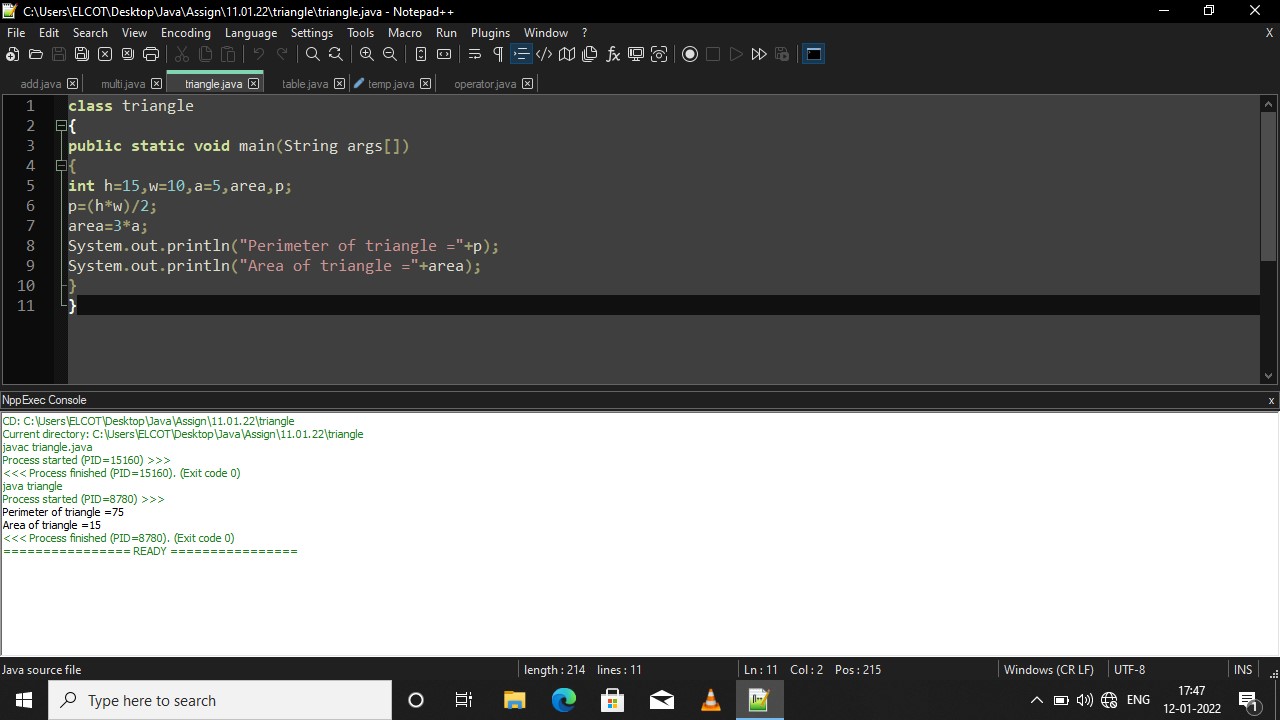 C:\Users\ELCOT\Desktop\Java\Assign\11.01.22\triangle\triangle.java - Notepad++
File Edit Search View Encoding Language Settings Tools Macro Run Plugins Window ? X
add.java multi.java triangle.java table.java temp.java operator.java
1 class triangle
2 {
3 public static void main(String args[])
4 {
5 int h=15,w=10,a=5,area,p;
6 p=(h*w)/2;
7 area=3*a;
8 System.out.println("Perimeter of triangle ="+p);
9 System.out.println("Area of triangle ="+area);
10 }
11 }
NppExec Console x
CD: C:\Users\ELCOT\Desktop\Java\Assign\11.01.22\triangle
Current directory: C:\Users\ELCOT\Desktop\Java\Assign\11.01.22\triangle
javac triangle.java
Process started (PID=15160) >>>
<<< Process finished (PID=15160). (Exit code 0)
java triangle
Process started (PID=8780) >>>
Perimeter of triangle =75
Area of triangle =15
<<< Process finished (PID=8780). (Exit code 0)
================ READY ================
Java source file length : 214 lines : 11 Ln : 11 Col : 2 Pos : 215 Windows (CR LF) UTF-8 INS
Type here to search ENG 17:47
12-01-2022 1